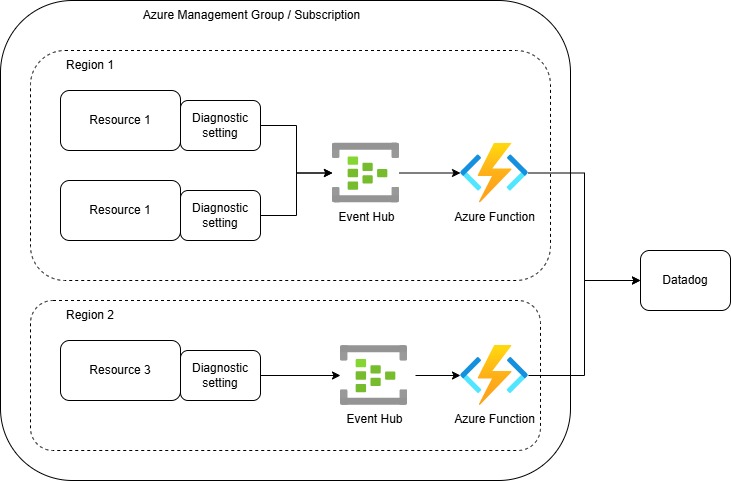 Azure Management Group / Subscription
Region 1
Resource 1
Diagnostic
setting
Resource 1
Diagnostic
setting
Event Hub
Azure Function
Datadog
Region 2
Resource 3
Diagnostic
setting
Event Hub
Azure Function